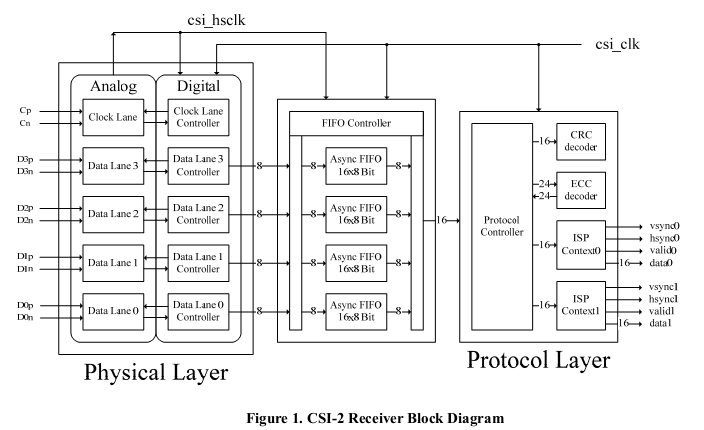 csi_hsclk
csi_clk
Analog
Digital
Cp
Cn
Clock Lane
Clock Lane
Controller
FIFO Controller
D3p
D3n
Data Lane 3
Data Lane 3
Controller
8
8
Async FIFO
16x8 Bit
8
D2p
D2n
Data Lane 2
Data Lane 2
Controller
8
8
Async FIFO
16x8 Bit
8
16
D1p
D1n
Data Lane 1
Data Lane 1
Controller
8
8
Async FIFO
16x8 Bit
8
D0p
D0n
Data Lane 0
Data Lane 0
Controller
8
8
Async FIFO
16x8 Bit
8
Protocol
Controller
16
CRC
decoder
24
24
ECC
decoder
16
ISP
Context0
vsync0
hsync0
valid0
16
data0
16
ISP
Context1
vsync1
hsync1
valid1
16
data1
Physical Layer
Protocol Layer
Figure 1. CSI-2 Receiver Block Diagram